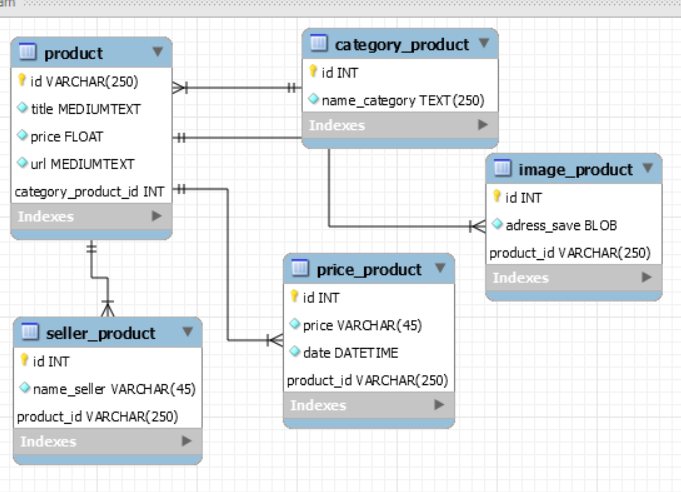 am
product
id VARCHAR(250)
title MEDIUMTEXT
price FLOAT
url MEDIUMTEXT
category_product_id INT
Indexes
category_product
id INT
name_category TEXT(250)
Indexes
image_product
id INT
adress_save BLOB
product_id VARCHAR(250)
Indexes
price_product
id INT
price VARCHAR(45)
date DATETIME
product_id VARCHAR(250)
Indexes
seller_product
id INT
name_seller VARCHAR(45)
product_id VARCHAR(250)
Indexes